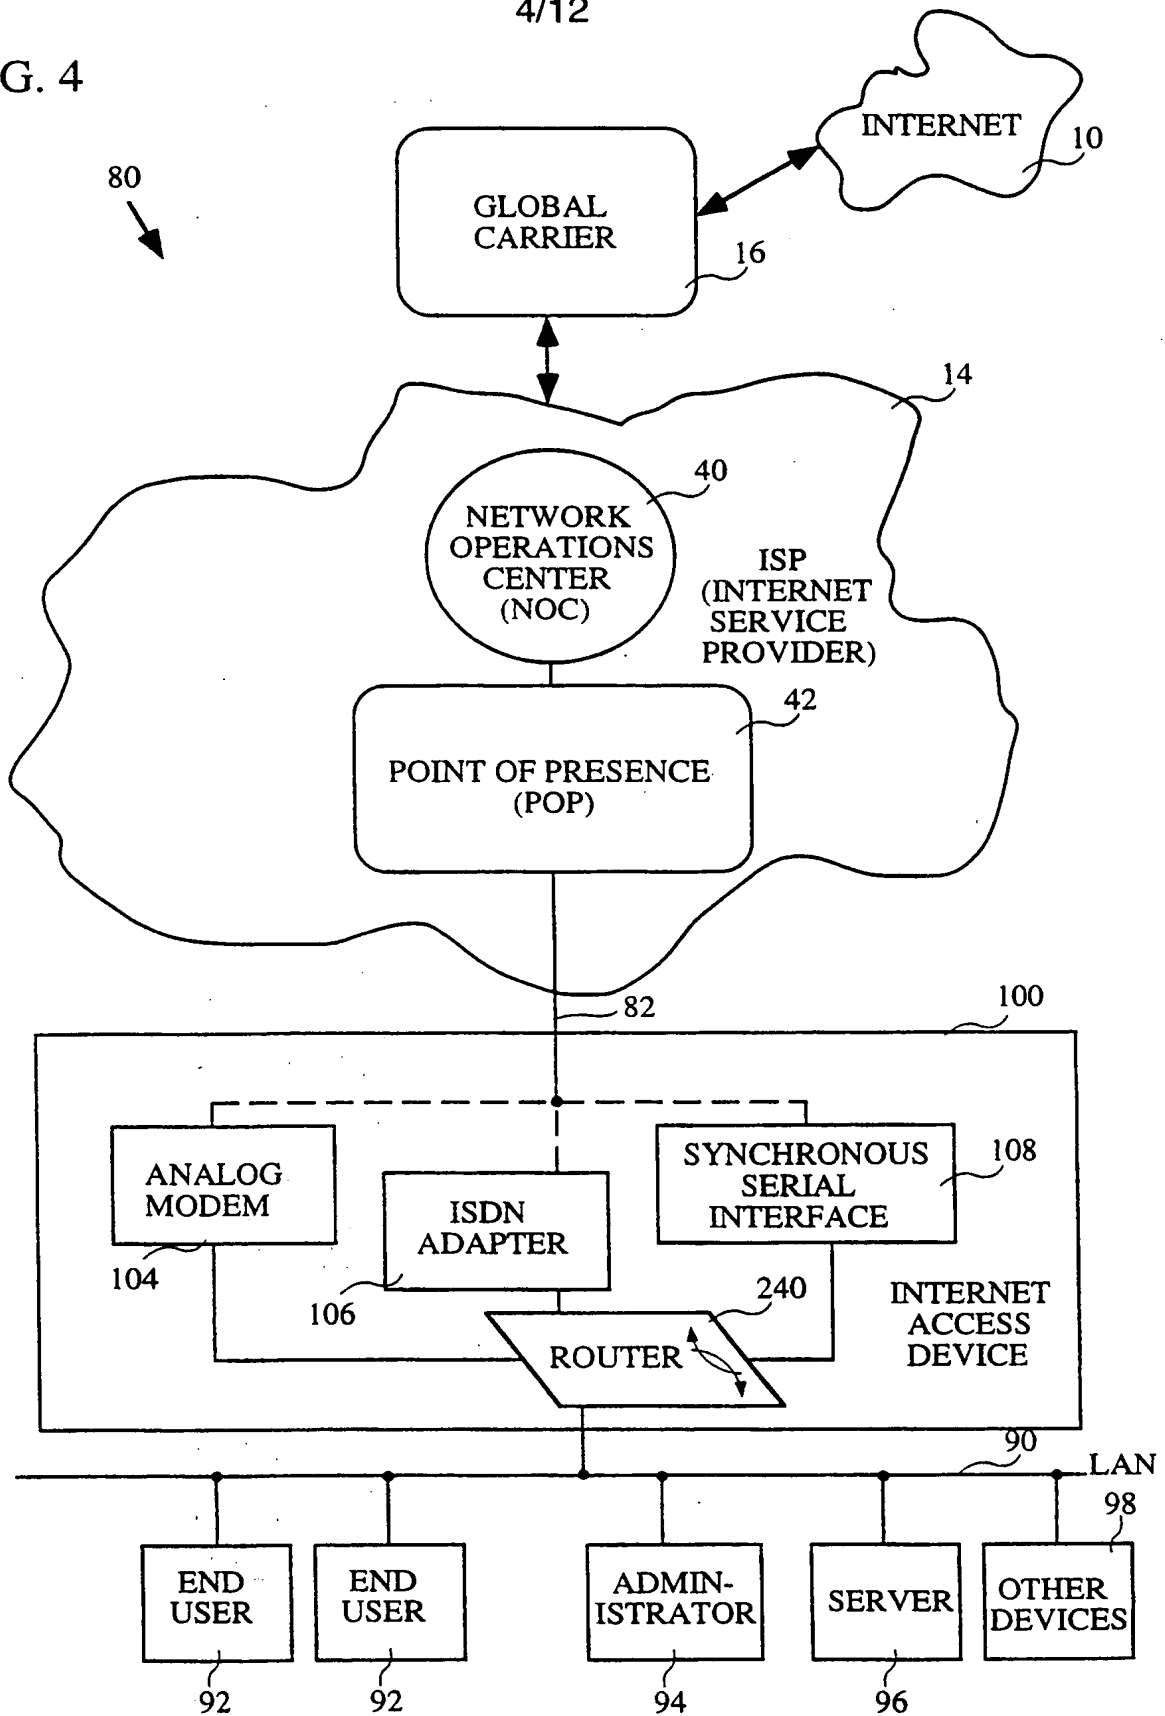 4/12
G. 4
INTERNET
10
80
GLOBAL
CARRIER
16
14
40
NETWORK
OPERATIONS
CENTER
(NOC)
ISP
(INTERNET
SERVICE
PROVIDER)
42
POINT OF PRESENCE
(POP)
82
100
ANALOG
MODEM
104
ISDN
ADAPTER
106
SYNCHRONOUS
SERIAL
INTERFACE
108
240
ROUTER
INTERNET
ACCESS
DEVICE
90
LAN
98
END
USER
92
END
USER
92
ADMIN-
ISTRATOR
94
SERVER
96
OTHER
DEVICES